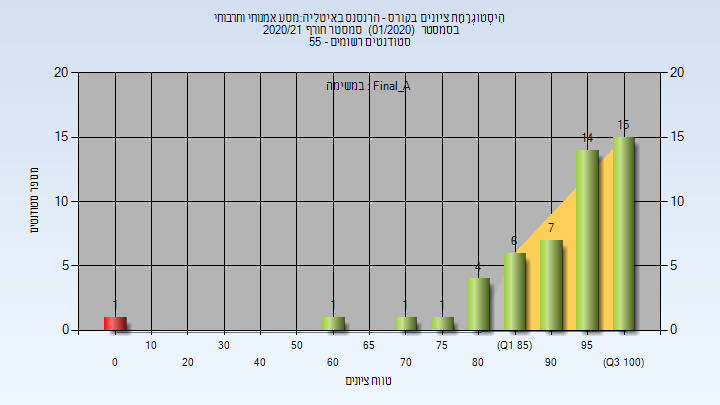 הִיסְטוֹגְרָמַת ציונים בקורס - הרנסנס באיטליה:מסע אמנותי ותרבותי
בסמסטר (01/2020) סמסטר חורף 2020/21
סטודנטים רשומים - 55
במשימה : Final_A
מספר סטודנטים
20 20
15 15
10 10
5 5
0 0
1 1 1 1 4 6 7 14 15
10 30 50 65 75 (Q1 85) 95
0 20 40 60 70 80 90 (Q3 100)
טווח ציונים